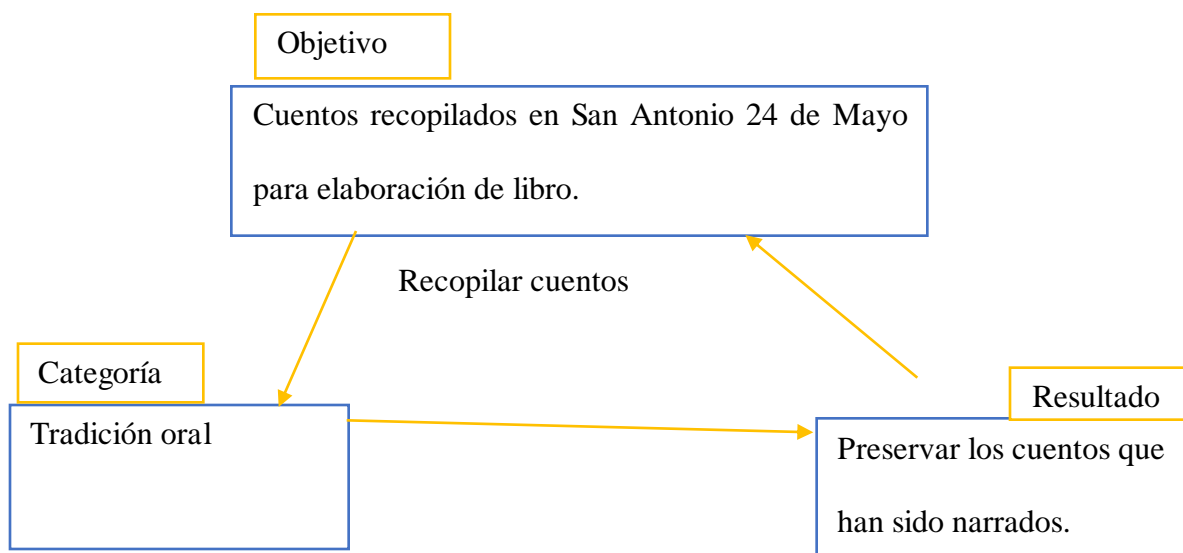 Objetivo
Cuentos recopilados en San Antonio 24 de Mayo
para elaboración de libro.
Recopilar cuentos
Categoría
Tradición oral
Resultado
Preservar los cuentos que
han sido narrados.